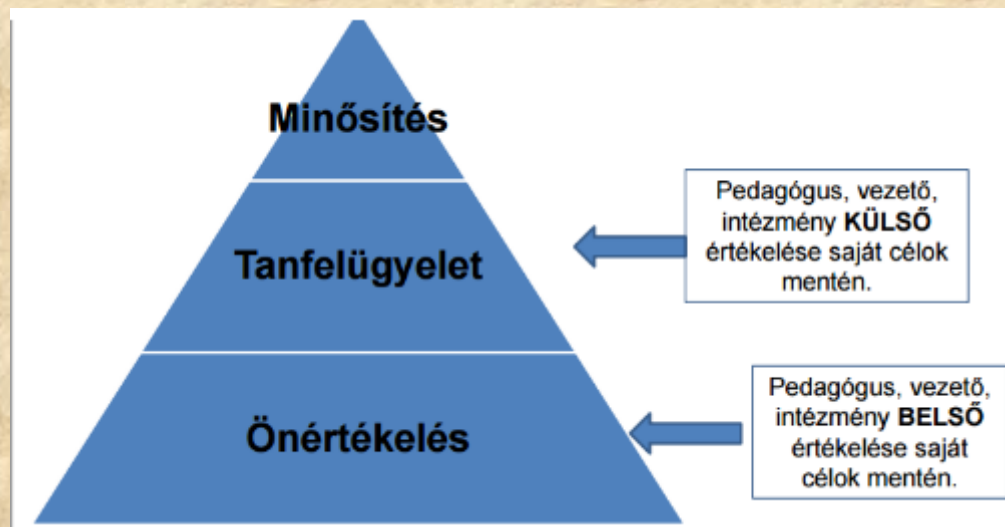 Minősítés
Pedagógus, vezető,
intézmény KÜLSŐ
értékelése saját célok
mentén.
Tanfelügyelet
Pedagógus, vezető,
intézmény BELSŐ
értékelése saját
célok mentén.
Önértékelés